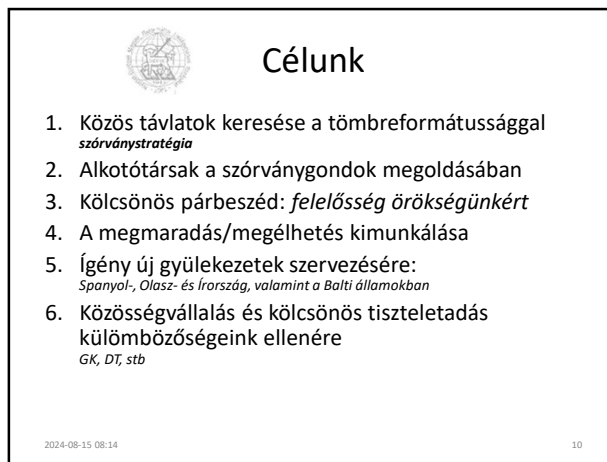 Célunk
1. Közös távlatok keresése a tömbreformátussággal
szórványstratégia
2. Alkotótársak a szórványgondok megoldásában
3. Kölcsönös párbeszéd: felelősség örökségünkért
4. A megmaradás/megélhetés kimunkálása
5. Ígény új gyülekezetek szervezésére:
Spanyol-, Olasz- és Írország, valamint a Balti államokban
6. Közösségvállalás és kölcsönös tiszteletadás
külömbözőségeink ellenére
GK, DT, stb
2024-08-15 08:14
10